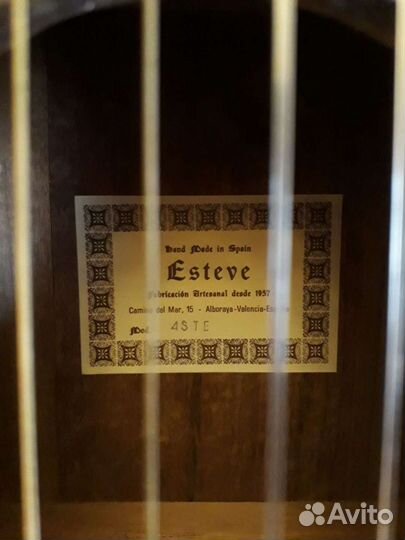 Hand Made in Spain
Esteve
Fabricación Artesanal desde 1957
Camino del Mar, 15 - Alboraya-Valencia-España
Mod. 4STE
Avito